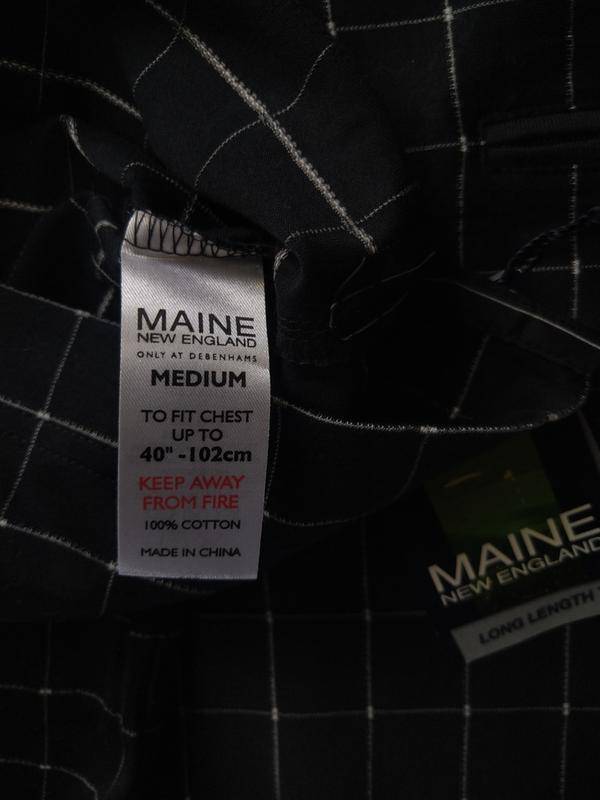 MAINE
NEW ENGLAND
ONLY AT DEBENHAMS
MEDIUM
TO FIT CHEST
UP TO
40" -102cm
KEEP AWAY
FROM FIRE
100% COTTON
MADE IN CHINA
MAINE
NEW ENGLAND
LONG LENGTH